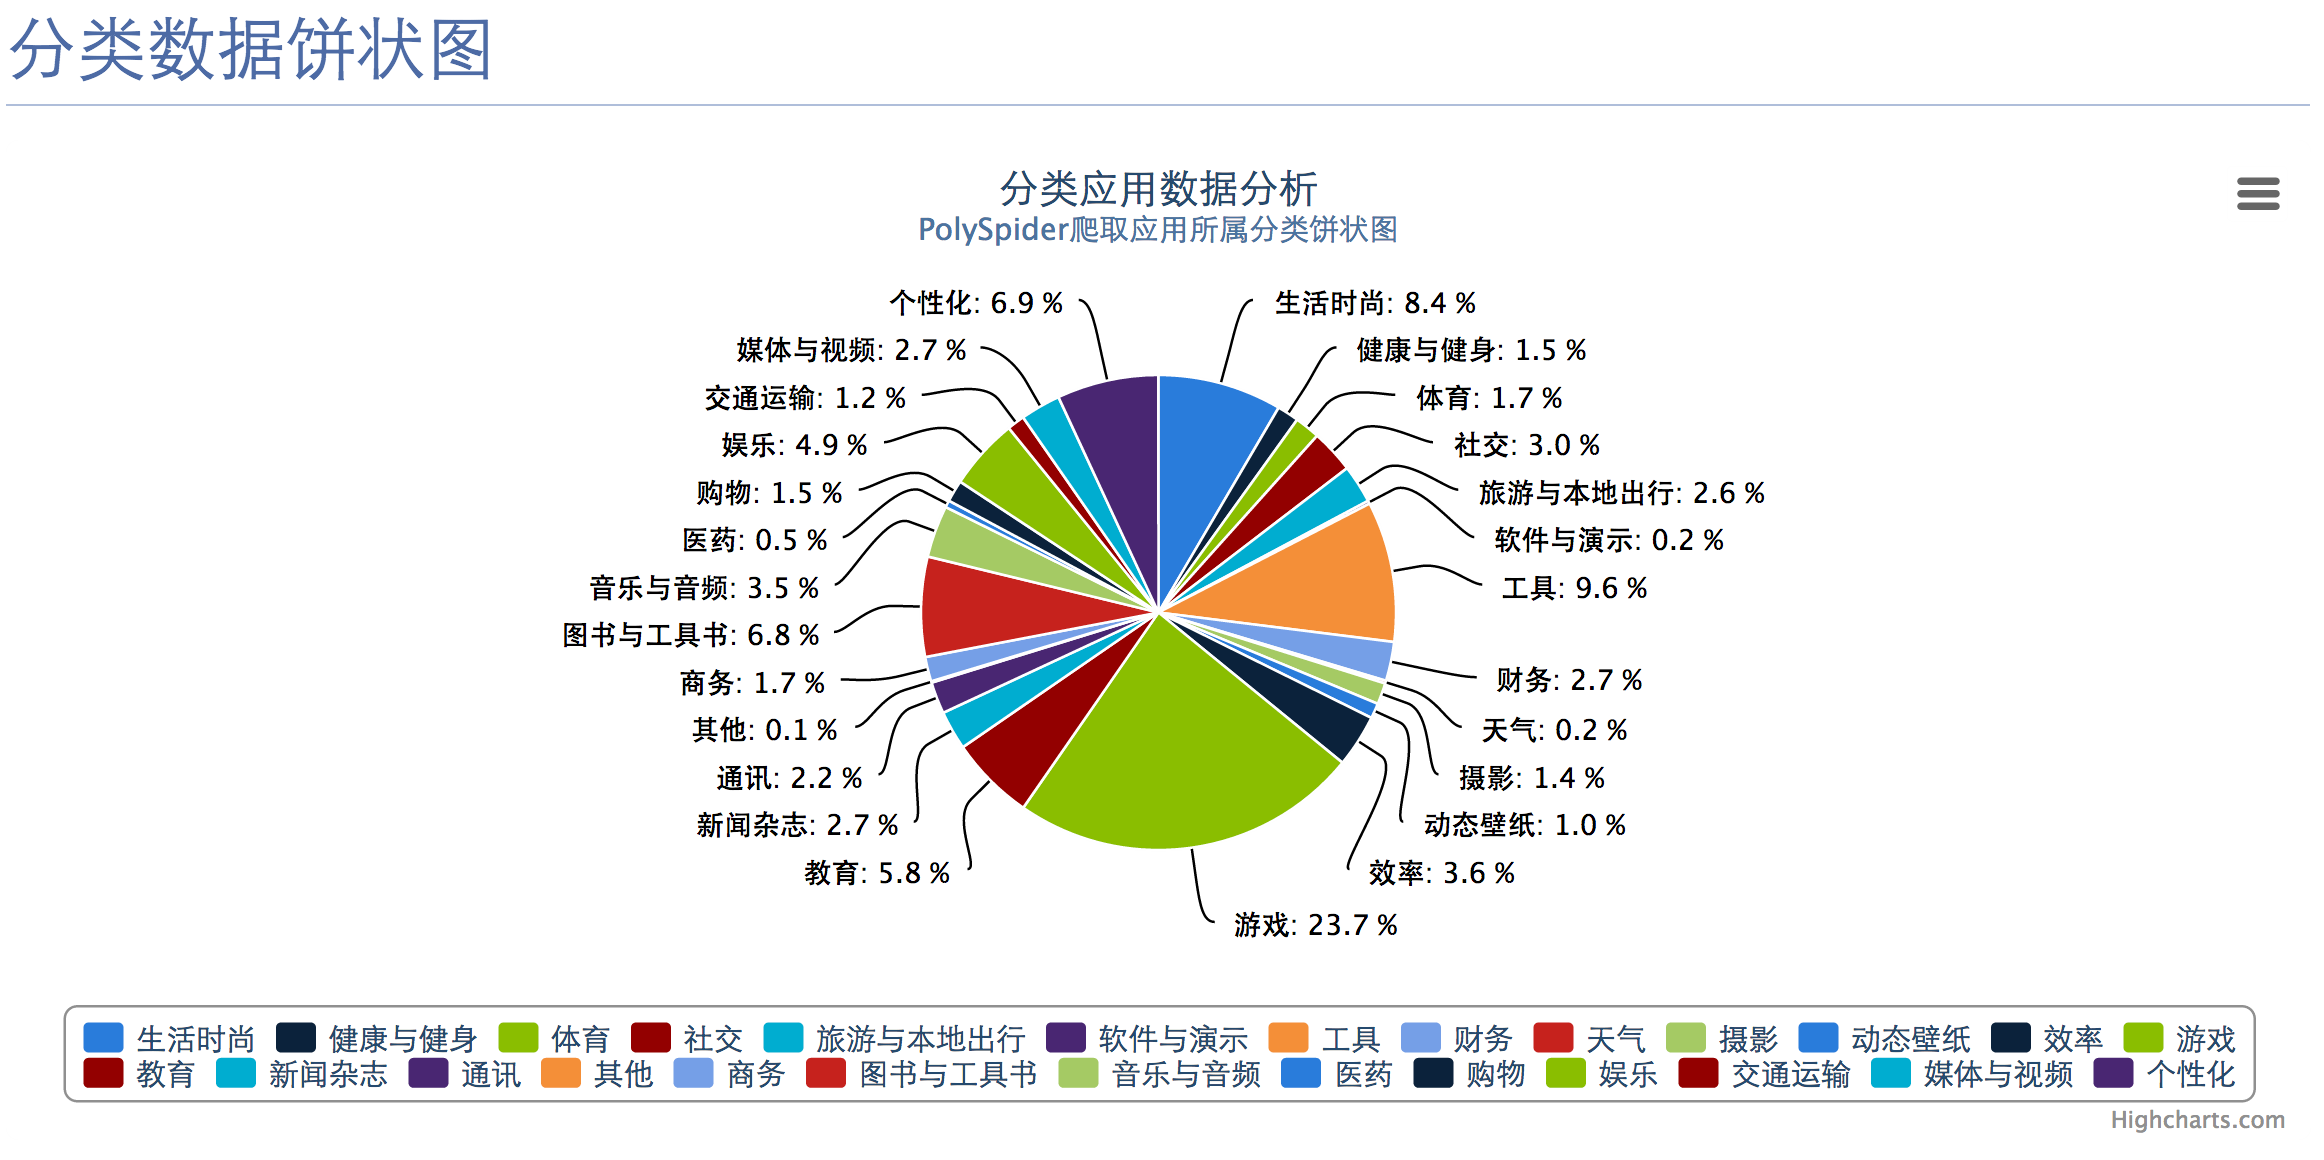 分类数据饼状图
分类应用数据分析
PolySpider爬取应用所属分类饼状图
个性化: 6.9 %
生活时尚: 8.4 %
媒体与视频: 2.7 %
健康与健身: 1.5 %
交通运输: 1.2 %
体育: 1.7 %
娱乐: 4.9 %
社交: 3.0 %
购物: 1.5 %
旅游与本地出行: 2.6 %
医药: 0.5 %
软件与演示: 0.2 %
音乐与音频: 3.5 %
工具: 9.6 %
图书与工具书: 6.8 %
商务: 1.7 %
财务: 2.7 %
其他: 0.1 %
天气: 0.2 %
通讯: 2.2 %
摄影: 1.4 %
新闻杂志: 2.7 %
动态壁纸: 1.0 %
教育: 5.8 %
效率: 3.6 %
游戏: 23.7 %
生活时尚 健康与健身 体育 社交 旅游与本地出行 软件与演示 工具 财务 天气 摄影 动态壁纸 效率 游戏
教育 新闻杂志 通讯 其他 商务 图书与工具书 音乐与音频 医药 购物 娱乐 交通运输 媒体与视频 个性化
Highcharts.com